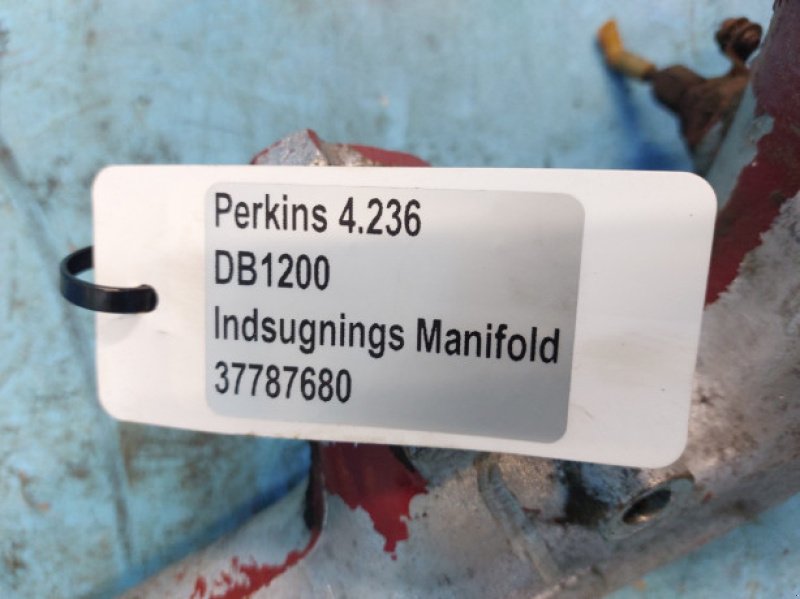 Perkins 4.236
DB1200
Indsugnings Manifold
37787680